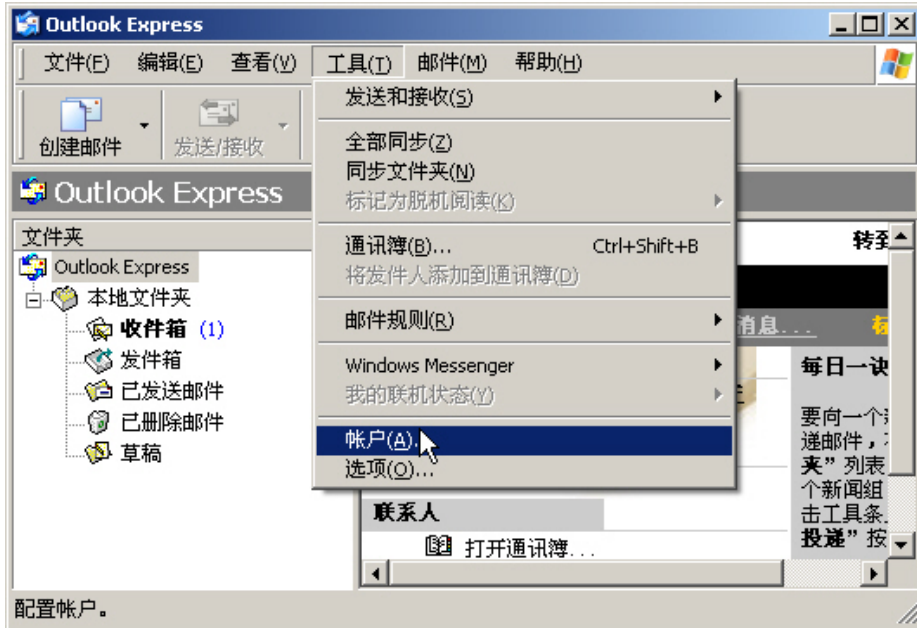 Outlook Express
文件(F) 编辑(E) 查看(V) 工具(T) 邮件(M) 帮助(H)
创建邮件 发送/接收
发送和接收(S)
全部同步(Z)
同步文件夹(N)
标记为脱机阅读(K)
通讯簿(B)... Ctrl+Shift+B
将发件人添加到通讯簿(D)
邮件规则(R)
Windows Messenger
我的联机状态(Y)
帐户(A)..
选项(O)...
Outlook Express
文件夹
Outlook Express
本地文件夹
收件箱 (1)
发件箱
已发送邮件
已删除邮件
草稿
转到
消息...
每日一诀
要向一个
递邮件，
夹”列表
个新闻组
击工具条
投递”按
联系人
打开通讯簿...
配置帐户。